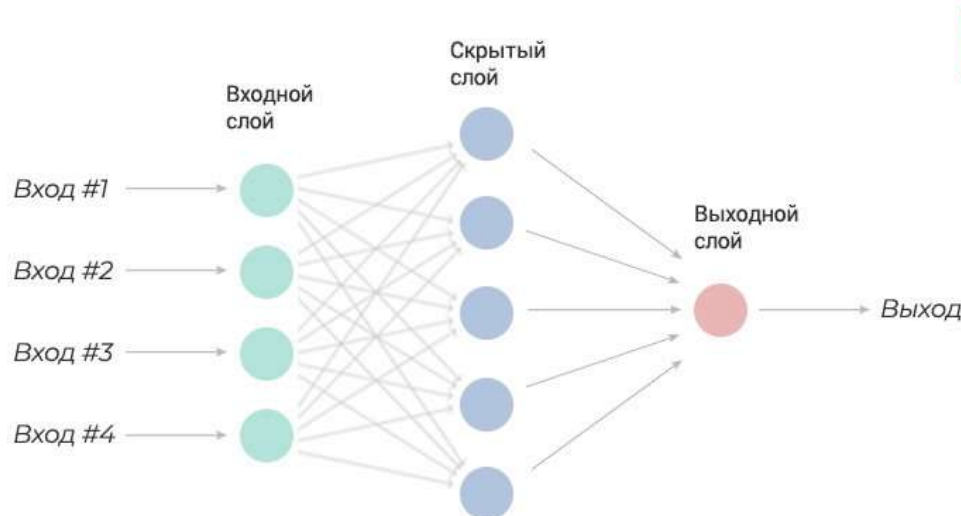 Скрытый
слой
Входной
слой
Вход #1
Вход #2
Вход #3
Вход #4
Выходной
слой
Выход